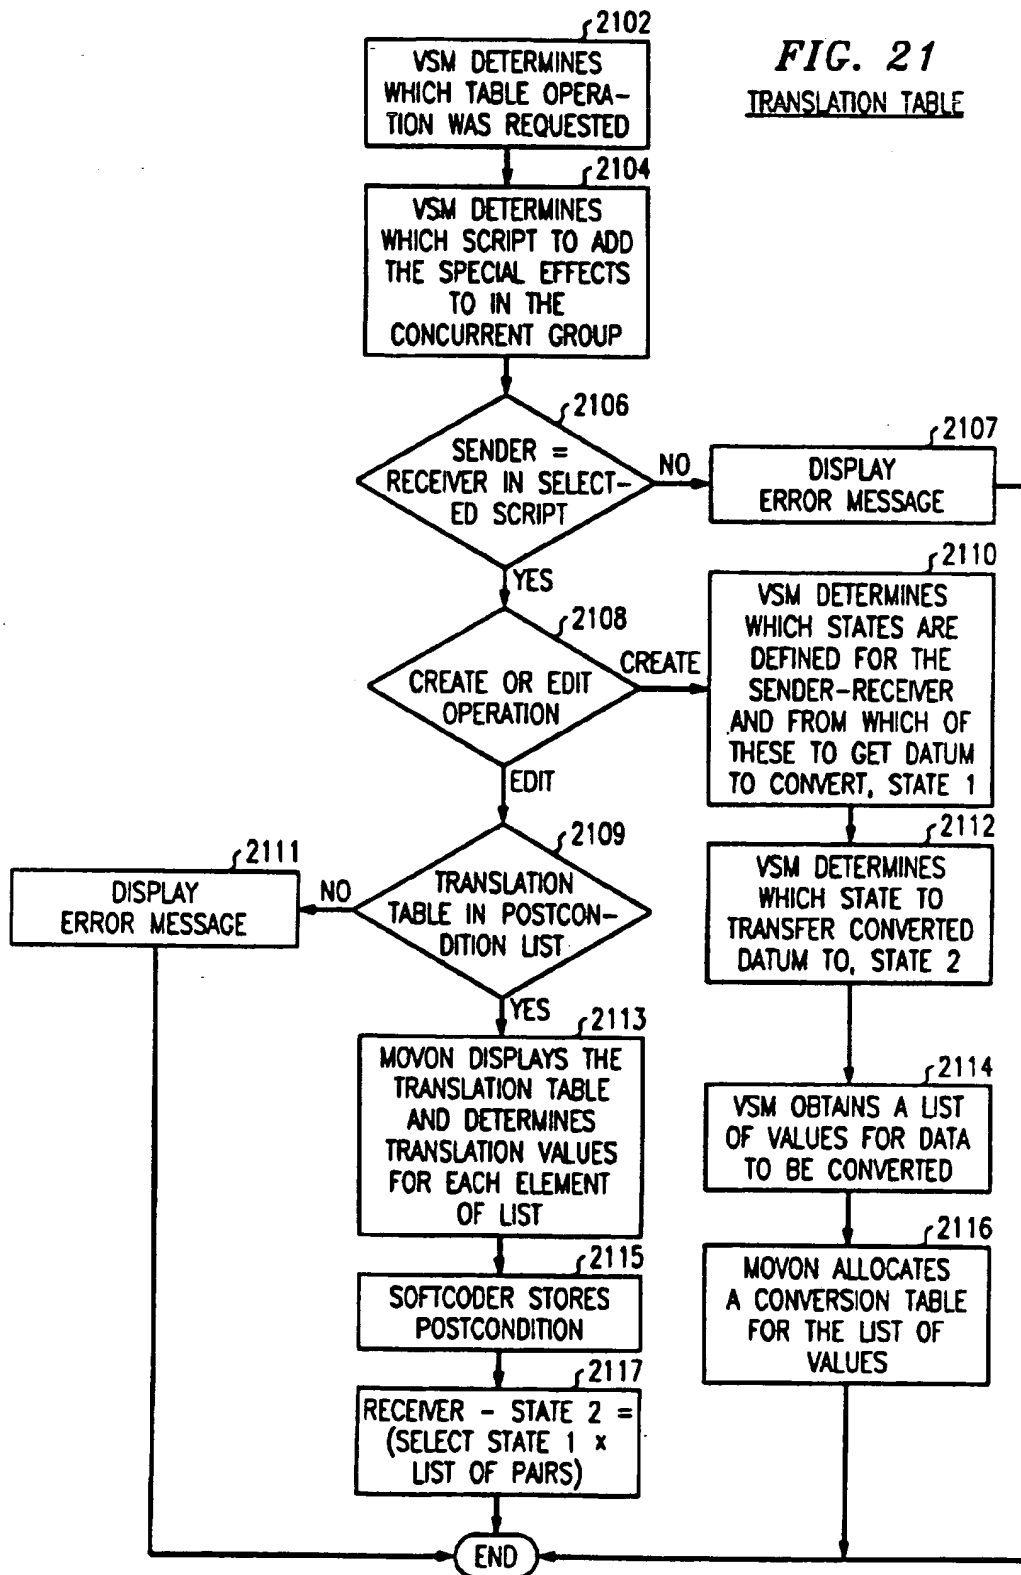 FIG. 21
TRANSLATION TABLE
2102
VSM DETERMINES
WHICH TABLE OPERA-
TION WAS REQUESTED
2104
VSM DETERMINES
WHICH SCRIPT TO ADD
THE SPECIAL EFFECTS
TO IN THE
CONCURRENT GROUP
2106
SENDER =
RECEIVER IN SELECT-
ED SCRIPT
NO
2107
DISPLAY
ERROR MESSAGE
YES
2108
CREATE OR EDIT
OPERATION
CREATE
2110
VSM DETERMINES
WHICH STATES ARE
DEFINED FOR THE
SENDER-RECEIVER
AND FROM WHICH OF
THESE TO GET DATUM
TO CONVERT, STATE 1
EDIT
2109
TRANSLATION
TABLE IN POSTCON-
DITION LIST
NO
2111
DISPLAY
ERROR MESSAGE
2112
VSM DETERMINES
WHICH STATE TO
TRANSFER CONVERTED
DATUM TO, STATE 2
YES
2113
MOVON DISPLAYS THE
TRANSLATION TABLE
AND DETERMINES
TRANSLATION VALUES
FOR EACH ELEMENT
OF LIST
2114
VSM OBTAINS A LIST
OF VALUES FOR DATA
TO BE CONVERTED
2115
SOFTCODER STORES
POSTCONDITION
2116
MOVON ALLOCATES
A CONVERSION TABLE
FOR THE LIST OF
VALUES
2117
RECEIVER - STATE 2 =
(SELECT STATE 1 x
LIST OF PAIRS)
END